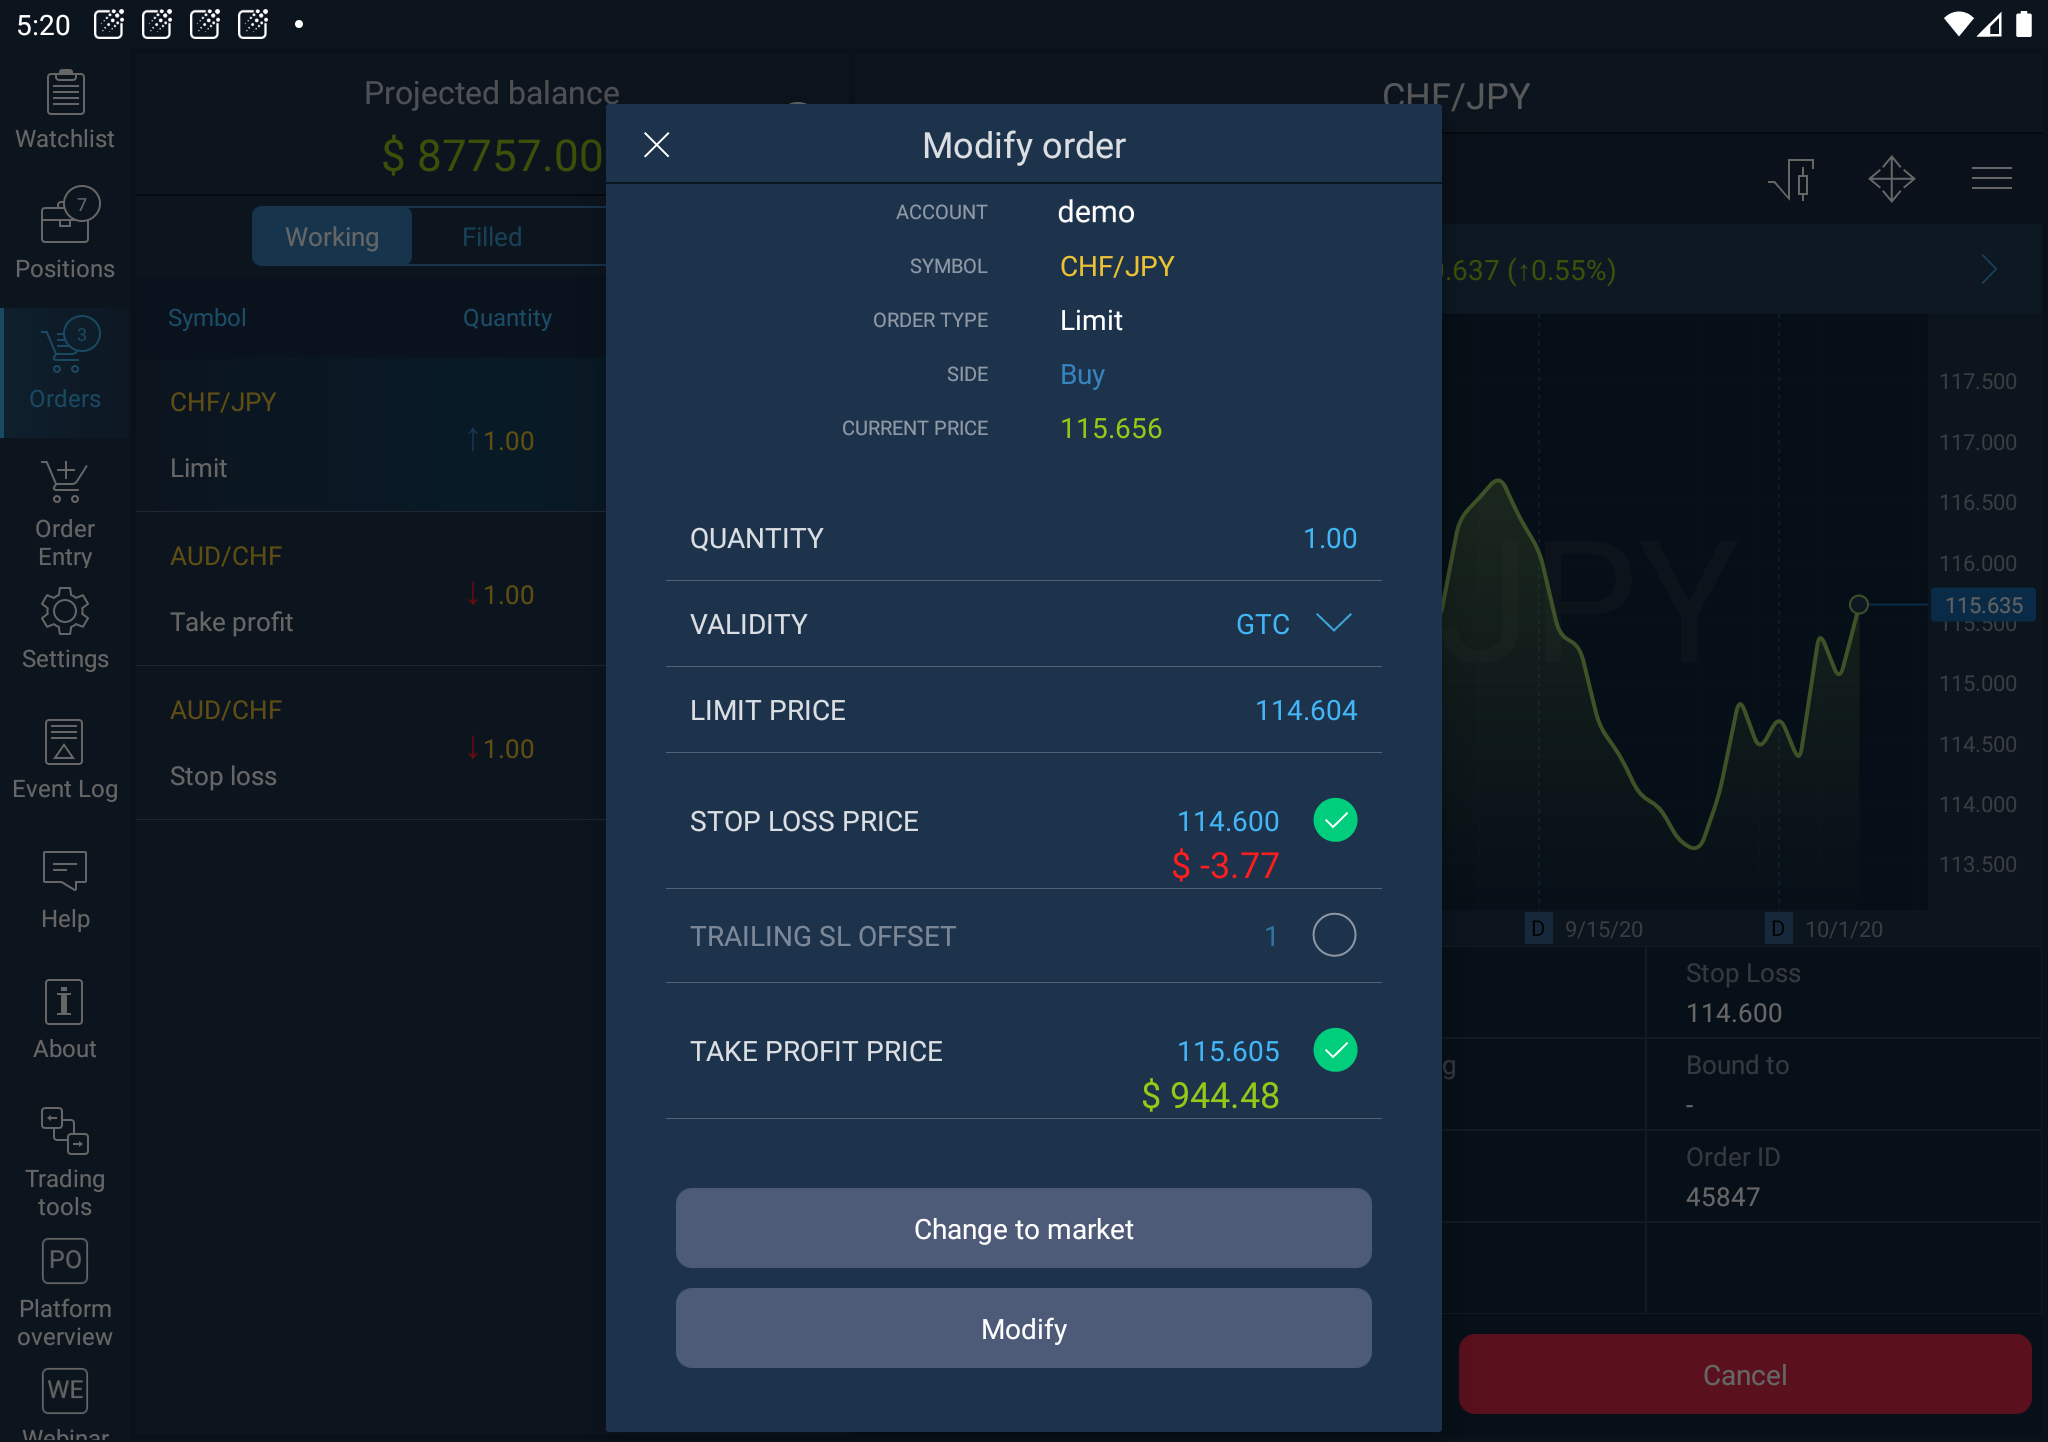 5:20
Watchlist
7
Positions
3
Orders
Order
Entry
Settings
Event Log
Help
About
Trading
tools
PO
Platform
overview
WE
Webinar
Projected balance
$ 87757.00
Working
Filled
Symbol
Quantity
CHF/JPY
↑1.00
Limit
AUD/CHF
↓1.00
Take profit
AUD/CHF
↓1.00
Stop loss
Modify order
ACCOUNT demo
SYMBOL CHF/JPY
ORDER TYPE Limit
SIDE Buy
CURRENT PRICE 115.656
QUANTITY 1.00
VALIDITY GTC
LIMIT PRICE 114.604
STOP LOSS PRICE 114.600
$ -3.77
TRAILING SL OFFSET 1
TAKE PROFIT PRICE 115.605
$ 944.48
Change to market
Modify
CHF/JPY
.637 (↑0.55%)
JPY
117.500
117.000
116.500
116.000
115.635
115.500
115.000
114.500
114.000
113.500
D 9/15/20
D 10/1/20
Stop Loss
114.600
g
Bound to
-
Order ID
45847
Cancel